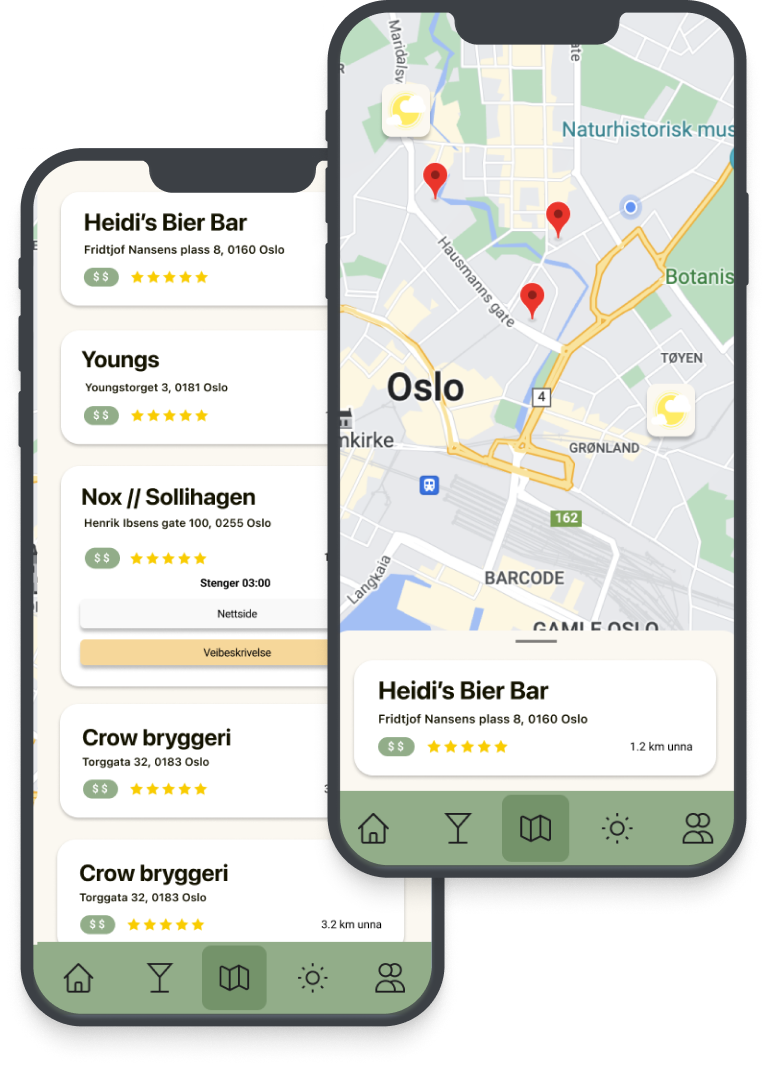 Heidi's Bier Bar
Fridtjof Nansens plass 8, 0160 Oslo
$ $
Youngs
Youngstorget 3, 0181 Oslo
$ $
Nox // Sollihagen
Henrik Ibsens gate 100, 0255 Oslo
$ $
Stenger 03:00
Nettside
Veibeskrivelse
Crow bryggeri
Torggata 32, 0183 Oslo
$ $
Crow bryggeri
Torggata 32, 0183 Oslo
$ $
3.2 km unna
Maridalsv
ate
Naturhistorisk mus
Hausmanns gate
Botanis
TØYEN
Oslo
4
nkirke
GRØNLAND
162
Langkaia
BARCODE
GAMLE OSLO
Heidi's Bier Bar
Fridtjof Nansens plass 8, 0160 Oslo
$ $
1.2 km unna